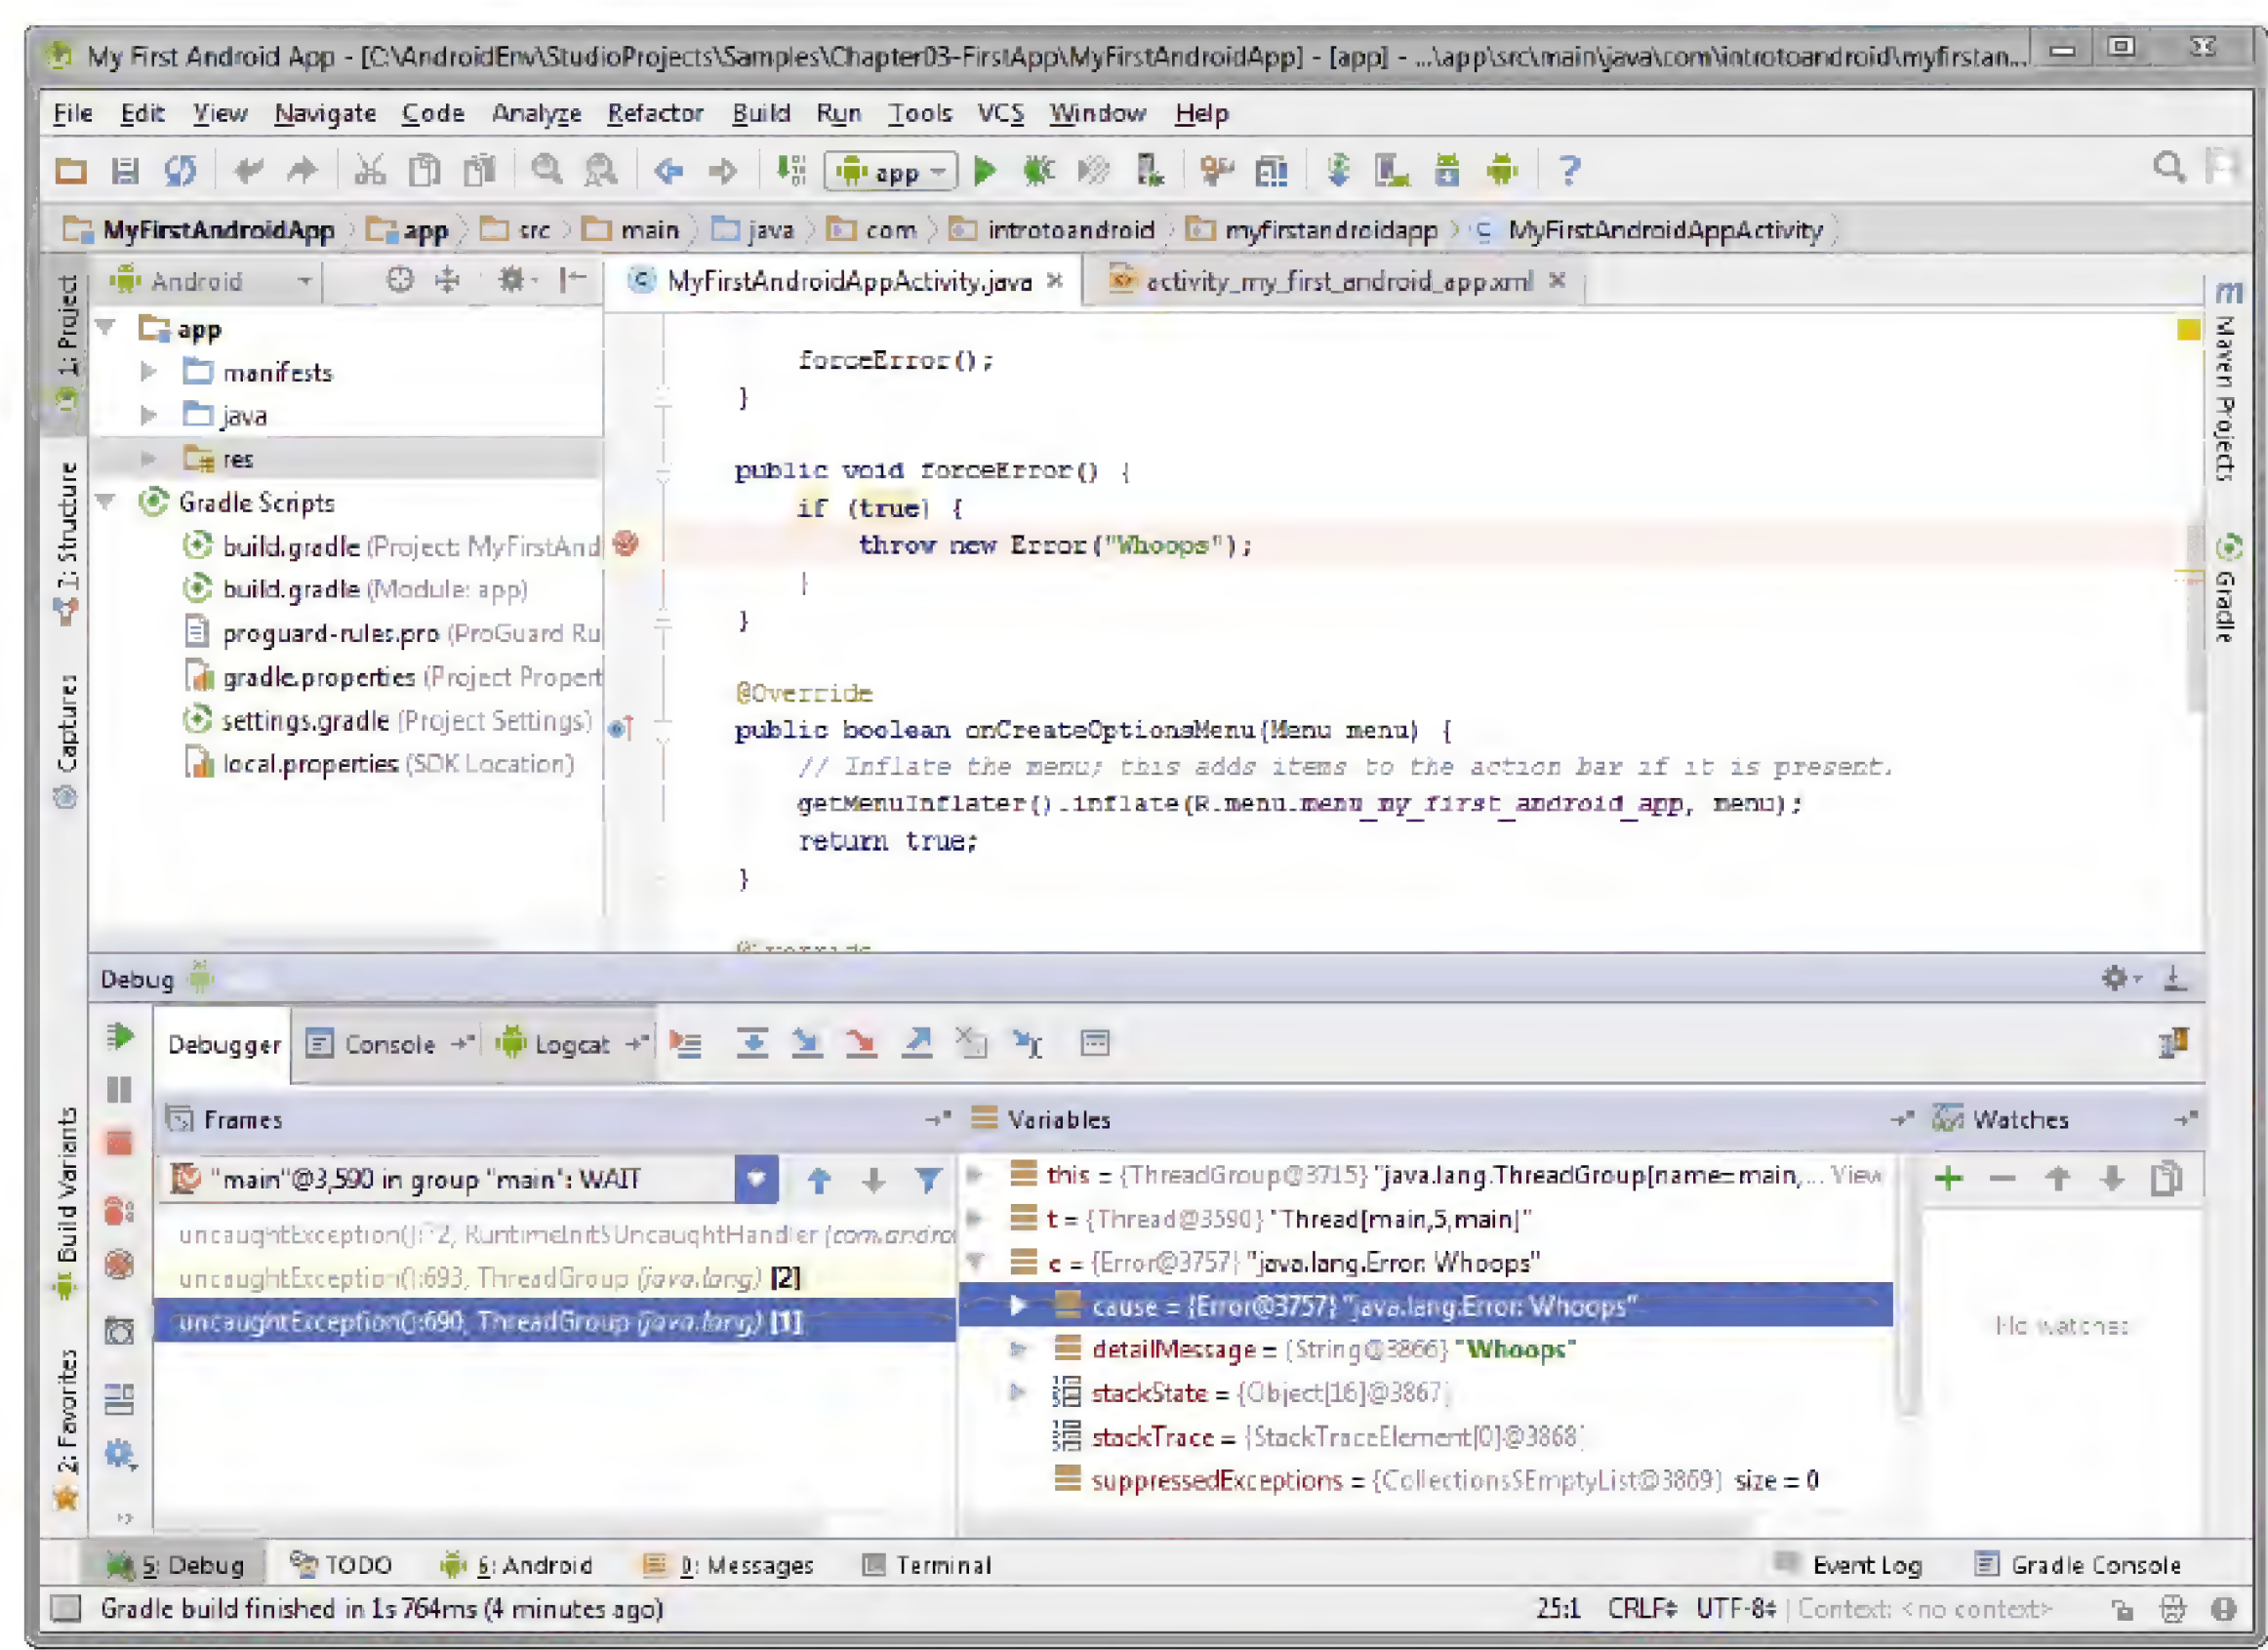 My First Android App - [C:\AndroidEnv\StudioProjects\Samples\Chapter03-FirstApp\MyFirstAndroidApp] - [app] - ...\app\src\main\java\com\introtoandroid\myfirstan...
File Edit View Navigate Code Analyze Refactor Build Run Tools VCS Window Help
app
MyFirstAndroidApp app src main java com introtoandroid myfirstandroidapp MyFirstAndroidAppActivity
1: Project
Z: Structure
Captures
Build Variants
2: Favorites
Android
app
manifests
java
res
Gradle Scripts
build.gradle (Project: MyFirstAnd
build.gradle (Module: app)
proguard-rules.pro (ProGuard Ru
gradle.properties (Project Propert
settings.gradle (Project Settings)
local.properties (SDK Location)
MyFirstAndroidAppActivity.java activity_my_first_android_app.xml
forceError();
}
public void forceError() {
if (true) {
throw new Error("Whoops");
}
}
@Override
public boolean onCreateOptionsMenu(Menu menu) {
// Inflate the menu; this adds items to the action bar if it is present.
getMenuInflater().inflate(R.menu.menu_my_first_android_app, menu);
return true;
}
@Override
Maven Projects
Gradle
Debug
Debugger Console Logcat
Frames
"main"@3,590 in group "main": WAIT
uncaughtException():72, RuntimeInit$UncaughtHandler (com.androi
uncaughtException():693, ThreadGroup (java.lang) [2]
uncaughtException():690, ThreadGroup (java.lang) [1]
Variables
this = {ThreadGroup@3715} "java.lang.ThreadGroup[name=main,... View
t = {Thread@3590} "Thread[main,5,main]"
e = {Error@3757} "java.lang.Error: Whoops"
cause = {Error@3757} "java.lang.Error: Whoops"
detailMessage = {String@3866} "Whoops"
stackState = {Object[16]@3867}
stackTrace = {StackTraceElement[0]@3868}
suppressedExceptions = {Collections$EmptyList@3869} size = 0
Watches
No watches
5: Debug TODO 6: Android 0: Messages Terminal Event Log Gradle Console
Gradle build finished in 1s 764ms (4 minutes ago) 25:1 CRLF UTF-8 Context: <no context>